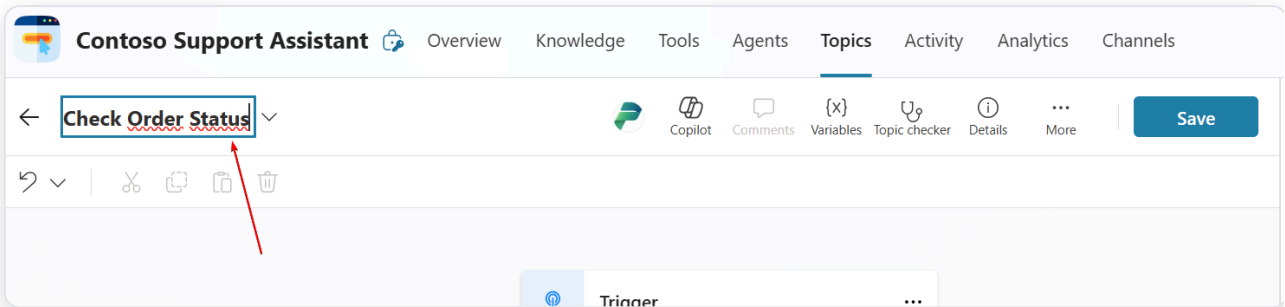 Contoso Support Assistant Overview Knowledge Tools Agents Topics Activity Analytics Channels
Check Order Status
{x}
Copilot Comments Variables Topic checker Details More Save
Trigger